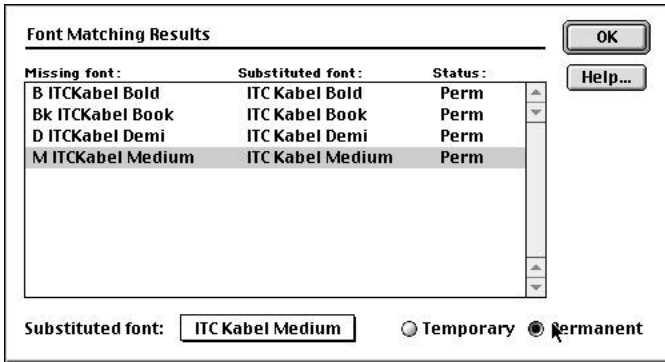 Font Matching Results
OK
Help...
Missing font: Substituted font: Status:
B ITCKabel Bold ITC Kabel Bold Perm
Bk ITCKabel Book ITC Kabel Book Perm
D ITCKabel Demi ITC Kabel Demi Perm
M ITCKabel Medium ITC Kabel Medium Perm
Substituted font: ITC Kabel Medium Temporary Permanent